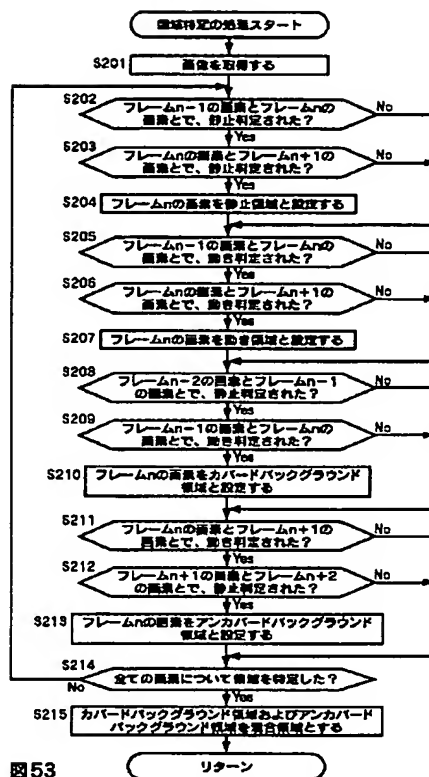 領域特定の処理スタート
S201
画像を取得する
S202
フレームn-1の画素とフレームnの
画素とで、静止判定された?
No
Yes
S203
フレームnの画素とフレームn+1の
画素とで、静止判定された?
No
Yes
S204
フレームnの画素を静止領域と設定する
S205
フレームn-1の画素とフレームnの
画素とで、動き判定された?
No
Yes
S206
フレームnの画素とフレームn+1の
画素とで、動き判定された?
No
Yes
S207
フレームnの画素を動き領域と設定する
S208
フレームn-2の画素とフレームn-1
の画素とで、静止判定された?
No
Yes
S209
フレームn-1の画素とフレームnの
画素とで、動き判定された?
No
Yes
S210
フレームnの画素をカバードバックグラウンド
領域と設定する
S211
フレームnの画素とフレームn+1の
画素とで、動き判定された?
No
Yes
S212
フレームn+1の画素とフレームn+2
の画素とで、静止判定された?
No
Yes
S213
フレームnの画素をアンカバードバックグラウンド
領域と設定する
S214
全ての画素について領域を特定した?
No
Yes
S215
カバードバックグラウンド領域およびアンカバード
バックグラウンド領域を混合領域とする
リターン
図53